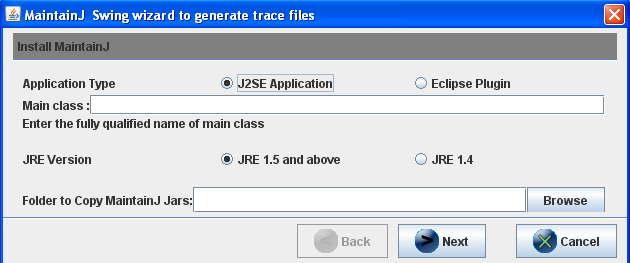 MaintainJ Swing wizard to generate trace files
Install MaintainJ
Application Type J2SE Application Eclipse Plugin
Main class :
Enter the fully qualified name of main class
JRE Version JRE 1.5 and above JRE 1.4
Folder to Copy MaintainJ Jars: Browse
< Back > Next X Cancel